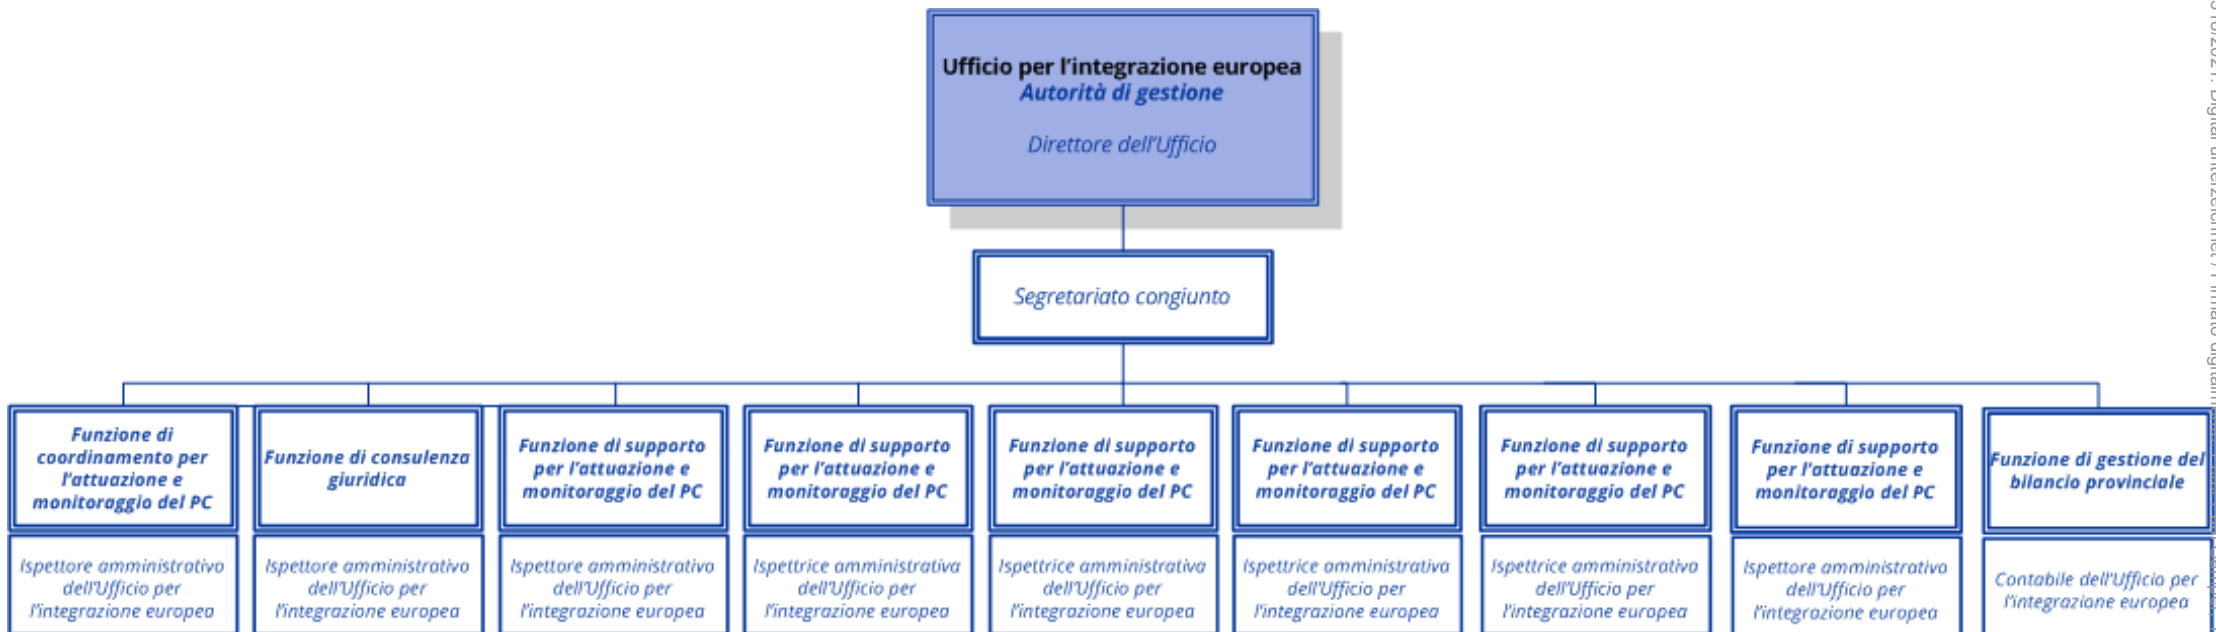 Ufficio per l'integrazione europea
Autorità di gestione
Direttore dell'Ufficio
Segretariato congiunto
Funzione di
coordinamento per
l'attuazione e
monitoraggio del PC
Ispettore amministrativo
dell'Ufficio per
l'integrazione europea
Funzione di consulenza
giuridica
Ispettore amministrativo
dell'Ufficio per
l'integrazione europea
Funzione di supporto
per l'attuazione e
monitoraggio del PC
Ispettore amministrativo
dell'Ufficio per
l'integrazione europea
Funzione di supporto
per l'attuazione e
monitoraggio del PC
Ispettrice amministrativa
dell'Ufficio per
l'integrazione europea
Funzione di supporto
per l'attuazione e
monitoraggio del PC
Ispettrice amministrativa
dell'Ufficio per
l'integrazione europea
Funzione di supporto
per l'attuazione e
monitoraggio del PC
Ispettrice amministrativa
dell'Ufficio per
l'integrazione europea
Funzione di supporto
per l'attuazione e
monitoraggio del PC
Ispettrice amministrativa
dell'Ufficio per
l'integrazione europea
Funzione di supporto
per l'attuazione e
monitoraggio del PC
Ispettore amministrativo
dell'Ufficio per
l'integrazione europea
Funzione di gestione del
bilancio provinciale
Contabile dell'Ufficio per
l'integrazione europea